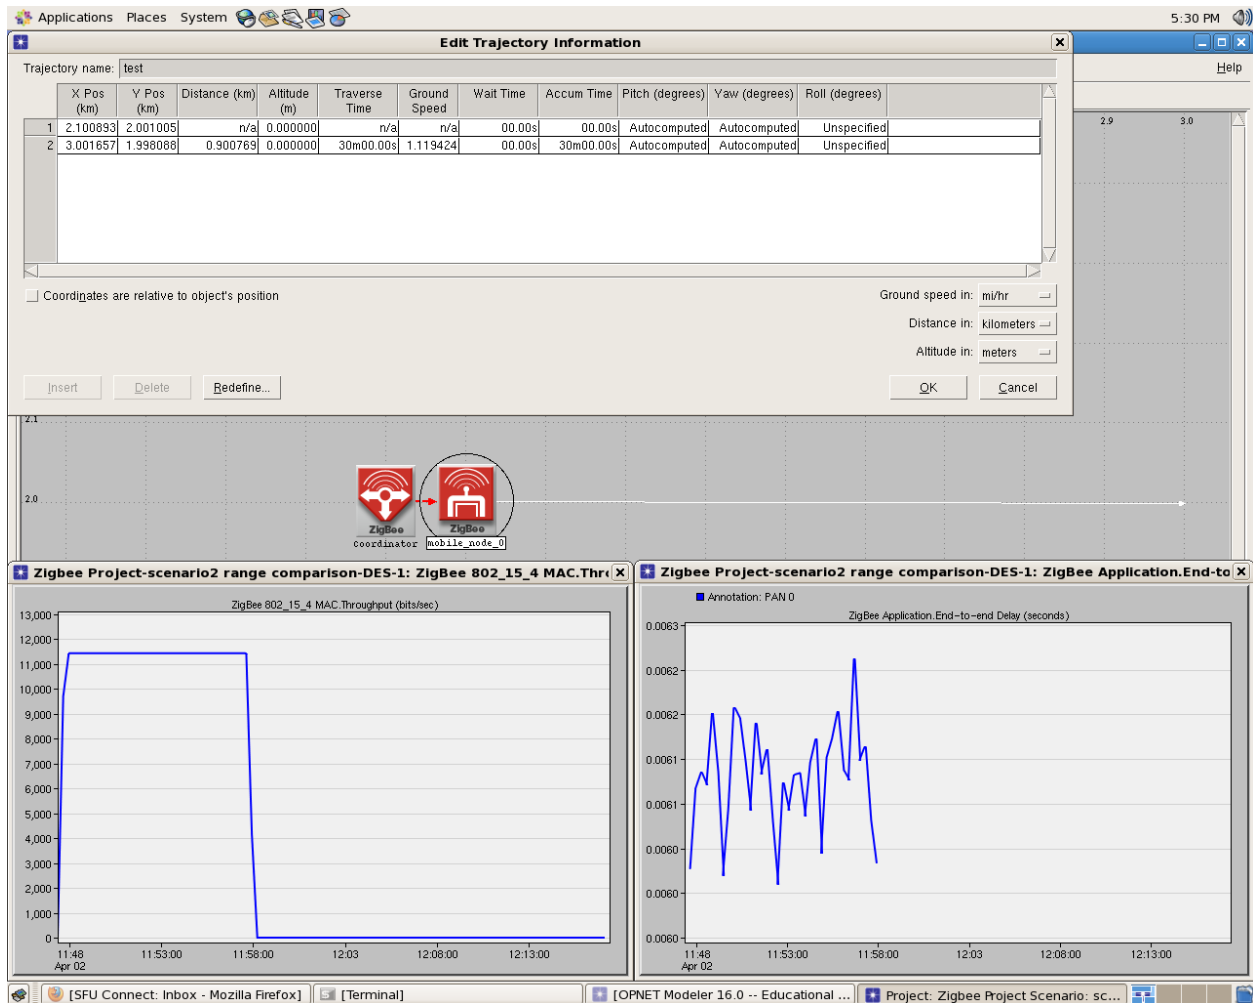 Applications Places System 5:30 PM
Edit Trajectory Information
Help
Trajectory name: test
X Pos (km) Y Pos (km) Distance (km) Altitude (m) Traverse Time Ground Speed Wait Time Accum Time Pitch (degrees) Yaw (degrees) Roll (degrees)
1 2.100893 2.001005 n/a 0.000000 n/a n/a 00.00s 00.00s Autocomputed Autocomputed Unspecified
2 3.001657 1.998088 0.900769 0.000000 30m00.00s 1.119424 00.00s 30m00.00s Autocomputed Autocomputed Unspecified
2.9 3.0
Coordinates are relative to object's position
Ground speed in: mi/hr
Distance in: kilometers
Altitude in: meters
Insert Delete Redefine... OK Cancel
2.1
2.0
ZigBee ZigBee
Coordinator mobile_node_0
Zigbee Project-scenario2 range comparison-DES-1: ZigBee 802_15_4 MAC.Thr
ZigBee 802_15_4 MAC.Throughput (bits/sec)
13,000
12,000
11,000
10,000
9,000
8,000
7,000
6,000
5,000
4,000
3,000
2,000
1,000
0
11:48 11:53:00 11:58:00 12:03 12:08:00 12:13:00
Apr 02
Zigbee Project-scenario2 range comparison-DES-1: ZigBee Application.End-to
Annotation: PAN 0
ZigBee Application.End-to-end Delay (seconds)
0.0063
0.0062
0.0062
0.0061
0.0061
0.0060
0.0060
0.0060
11:48 11:53:00 11:58:00 12:03 12:08:00 12:13:00
Apr 02
[SFU Connect: Inbox - Mozilla Firefox] [Terminal] [OPNET Modeler 16.0 -- Educational ... Project: Zigbee Project Scenario: sc...